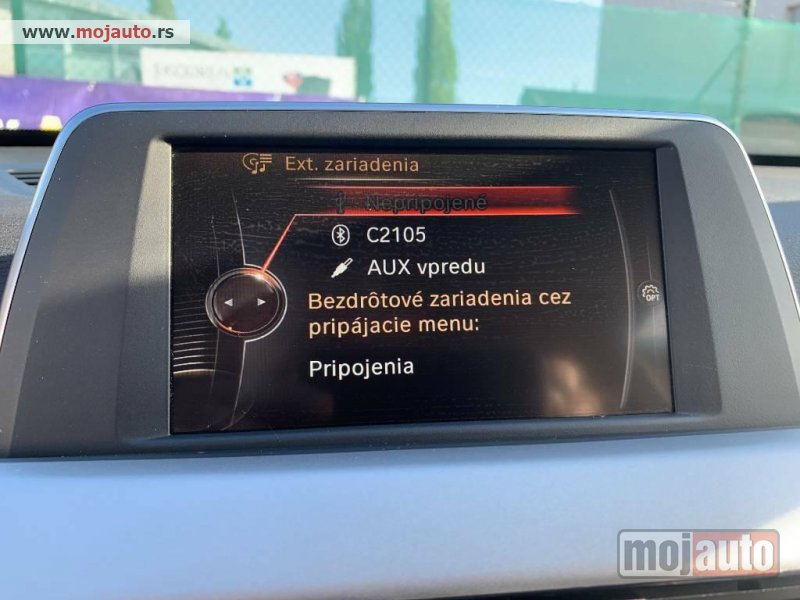 www.mojauto.rs
Ext. zariadenia
Nepripojené
C2105
AUX vpredu
Bezdrôtové zariadenia cez
pripájacie menu:
Pripojenia
OPT
mojauto